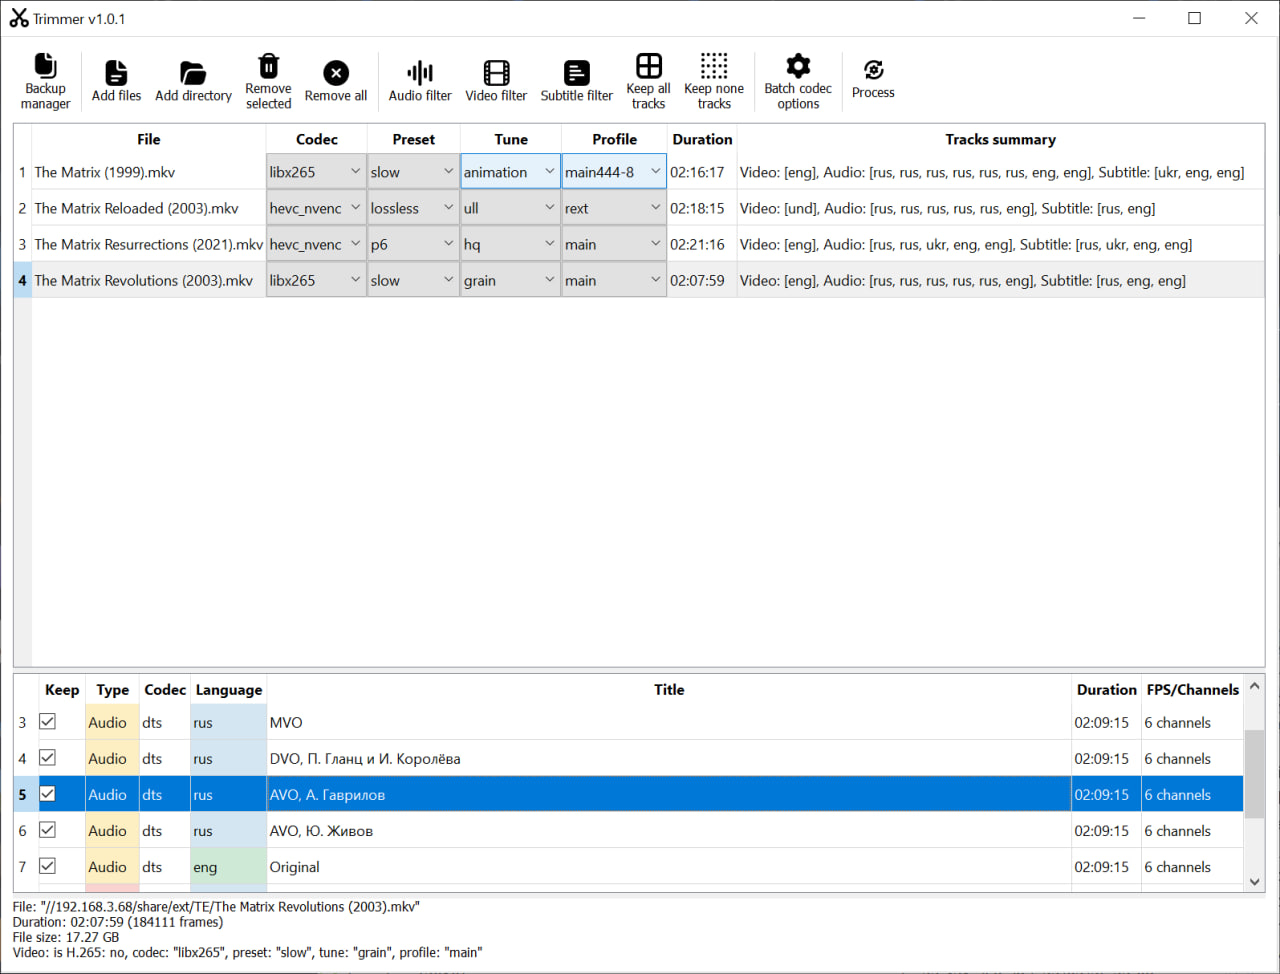 Trimmer v1.0.1
Backup manager
Add files
Add directory
Remove selected
Remove all
Audio filter
Video filter
Subtitle filter
Keep all tracks
Keep none tracks
Batch codec options
Process
File Codec Preset Tune Profile Duration Tracks summary
1 The Matrix (1999).mkv libx265 slow animation main444-8 02:16:17 Video: [eng], Audio: [rus, rus, rus, rus, rus, rus, eng, eng], Subtitle: [ukr, eng, eng]
2 The Matrix Reloaded (2003).mkv hevc_nvenc lossless ull rext 02:18:15 Video: [und], Audio: [rus, rus, rus, rus, rus, eng], Subtitle: [rus, eng]
3 The Matrix Resurrections (2021).mkv hevc_nvenc p6 hq main 02:21:16 Video: [eng], Audio: [rus, rus, ukr, eng, eng], Subtitle: [rus, ukr, eng, eng]
4 The Matrix Revolutions (2003).mkv libx265 slow grain main 02:07:59 Video: [eng], Audio: [rus, rus, rus, rus, rus, eng], Subtitle: [rus, eng, eng]
Keep Type Codec Language Title Duration FPS/Channels
3 Audio dts rus MVO 02:09:15 6 channels
4 Audio dts rus DVO, П. Гланц и И. Королёва 02:09:15 6 channels
5 Audio dts rus AVO, А. Гаврилов 02:09:15 6 channels
6 Audio dts rus AVO, Ю. Живов 02:09:15 6 channels
7 Audio dts eng Original 02:09:15 6 channels
File: "//192.168.3.68/share/ext/TE/The Matrix Revolutions (2003).mkv"
Duration: 02:07:59 (184111 frames)
File size: 17.27 GB
Video: is H.265: no, codec: "libx265", preset: "slow", tune: "grain", profile: "main"